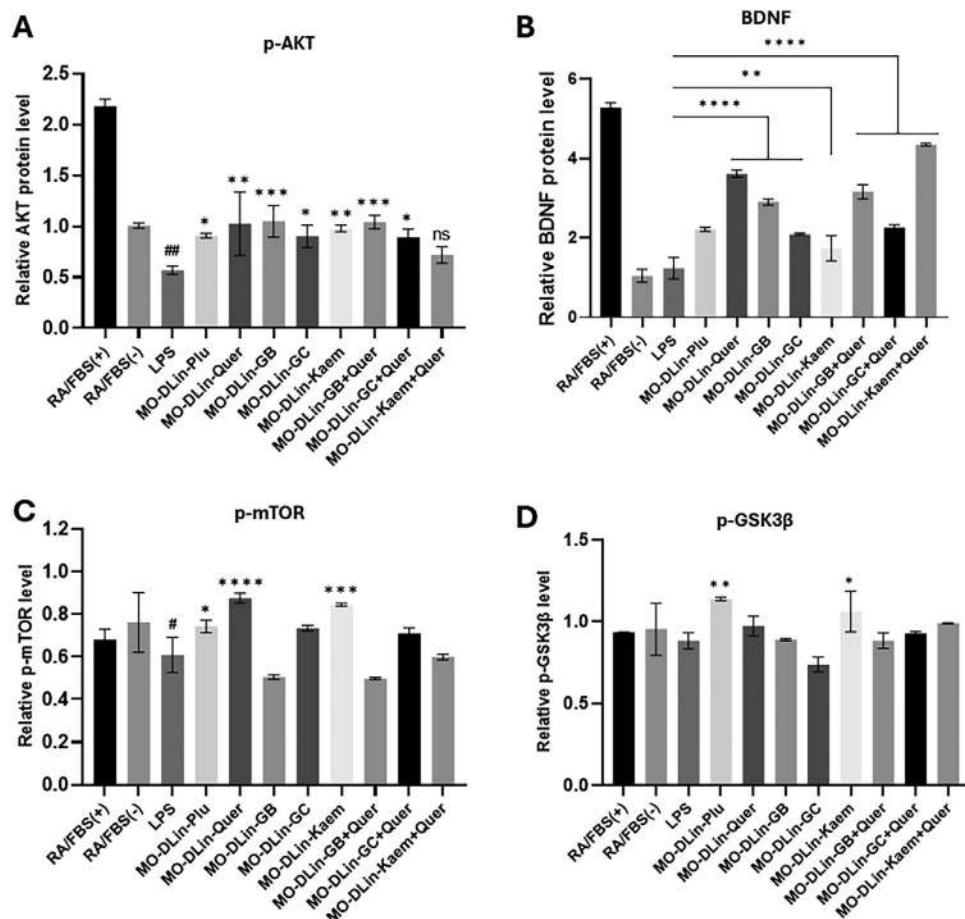 A
p-AKT
Relative AKT protein level
2.5
2.0
1.5
1.0
0.5
0.0
##
*
**
***
*
**
***
*
ns
RA/FBS(+)
RA/FBS(-)
LPS
MO-DLin-Plu
MO-DLin-Quer
MO-DLin-GB
MO-DLin-GC
MO-DLin-Kaem
MO-DLin-GB+Quer
MO-DLin-GC+Quer
MO-DLin-Kaem+Quer
B
BDNF
Relative BDNF protein level
6
4
2
0
****
**
****
RA/FBS(+)
RA/FBS(-)
LPS
MO-DLin-Plu
MO-DLin-Quer
MO-DLin-GB
MO-DLin-GC
MO-DLin-Kaem
MO-DLin-GB+Quer
MO-DLin-GC+Quer
MO-DLin-Kaem+Quer
C
p-mTOR
Relative p-mTOR level
1.2
1.0
0.8
0.6
0.4
0.2
0.0
#
*
****
***
RA/FBS(+)
RA/FBS(-)
LPS
MO-DLin-Plu
MO-DLin-Quer
MO-DLin-GB
MO-DLin-GC
MO-DLin-Kaem
MO-DLin-GB+Quer
MO-DLin-GC+Quer
MO-DLin-Kaem+Quer
D
p-GSK3β
Relative p-GSK3β level
1.5
1.0
0.5
0.0
**
*
RA/FBS(+)
RA/FBS(-)
LPS
MO-DLin-Plu
MO-DLin-Quer
MO-DLin-GB
MO-DLin-GC
MO-DLin-Kaem
MO-DLin-GB+Quer
MO-DLin-GC+Quer
MO-DLin-Kaem+Quer